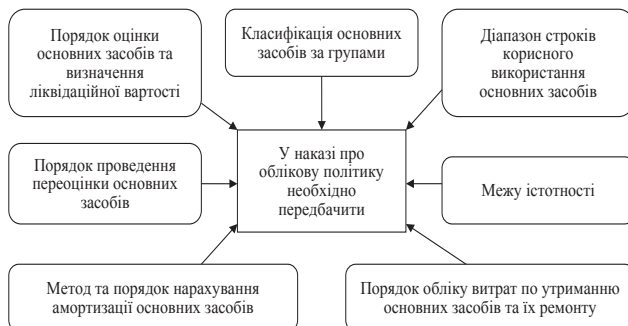 Порядок оцінки
основних засобів та
визначення
ліквідаційної вартості
Класифікація основних
засобів за групами
Діапазон строків
корисного
використання
основних засобів
Порядок проведення
переоцінки основних
засобів
У наказі про
облікову політику
необхідно
передбачити
Межу істотності
Метод та порядок нарахування
амортизації основних засобів
Порядок обліку витрат по утриманню
основних засобів та їх ремонту